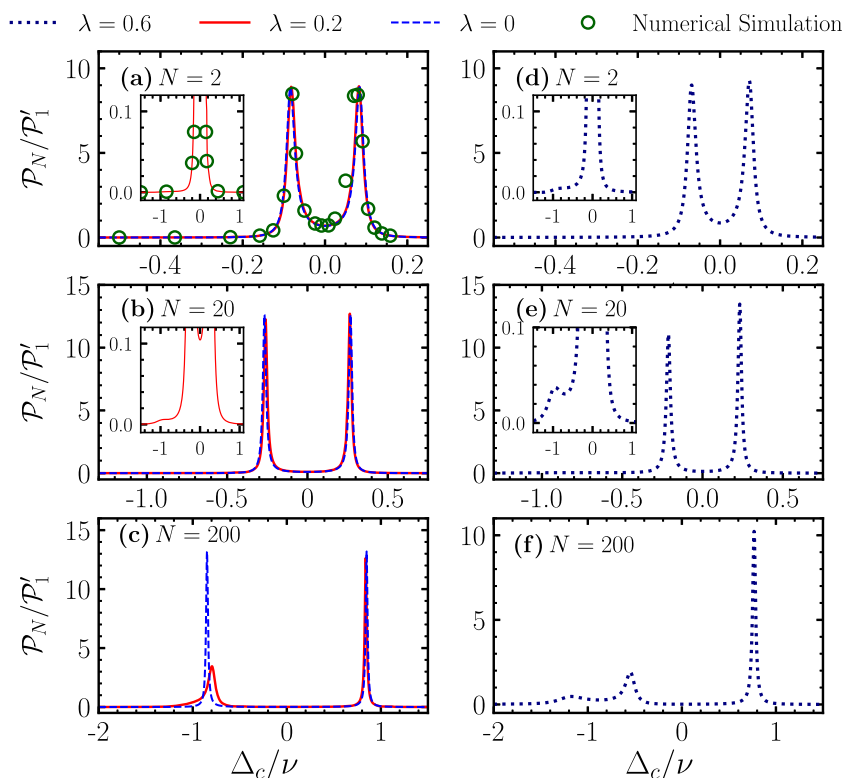 λ = 0.6 λ = 0.2 λ = 0 Numerical Simulation
(a) N = 2
(d) N = 2
𝒫_N/𝒫′_1
10
5
0
0.1
0.0
-1 0 1
-0.4 -0.2 0.0 0.2
10
5
0
0.1
0.0
-1 0 1
-0.4 -0.2 0.0 0.2
(b) N = 20
(e) N = 20
𝒫_N/𝒫′_1
15
10
5
0
0.1
0.0
-1 0 1
-1.0 -0.5 0 0.5
15
10
5
0
0.1
0.0
-1 0 1
-1.0 -0.5 0.0 0.5
(c) N = 200
(f) N = 200
𝒫_N/𝒫′_1
15
10
5
0
-2 -1 0 1
Δ_c/ν
10
5
0
-2 -1 0 1
Δ_c/ν